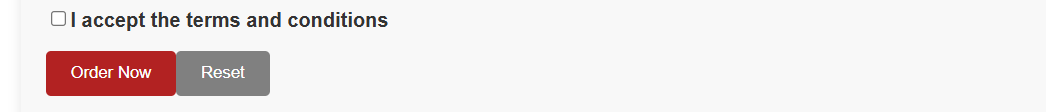 I accept the terms and conditions
Order Now Reset